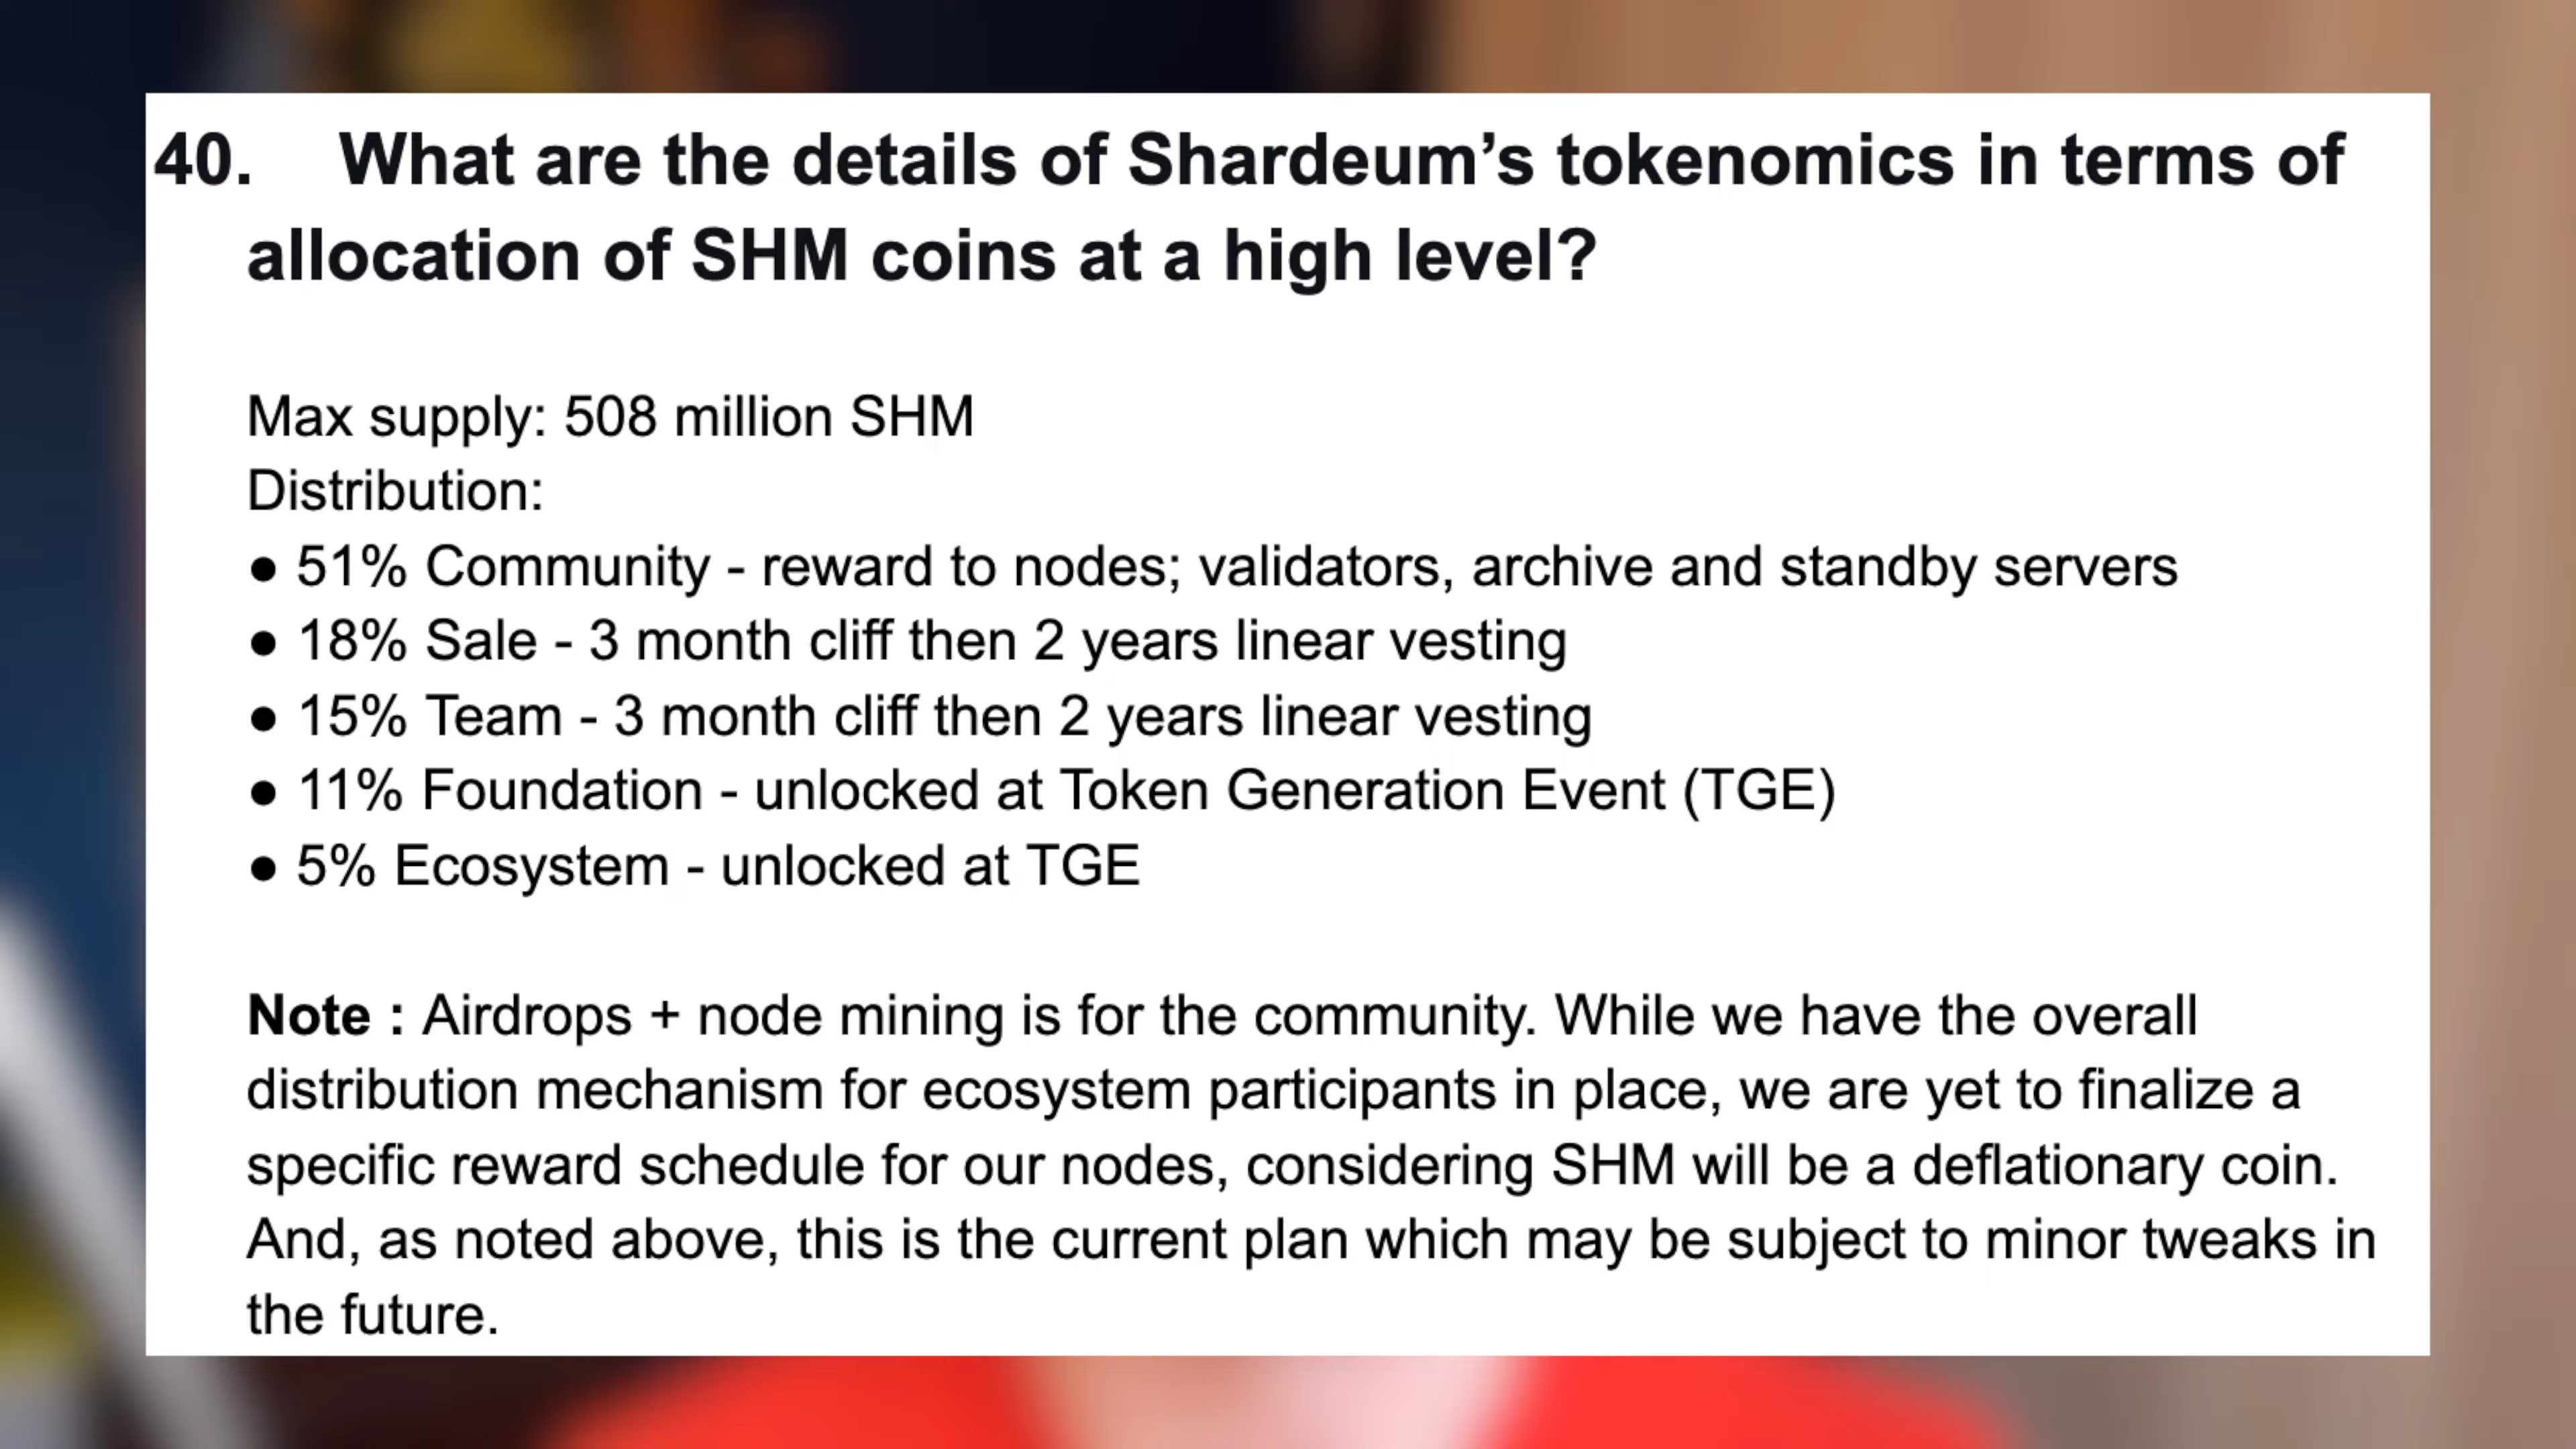 40. What are the details of Shardeum’s tokenomics in terms of
allocation of SHM coins at a high level?
Max supply: 508 million SHM
Distribution:
● 51% Community - reward to nodes; validators, archive and standby servers
● 18% Sale - 3 month cliff then 2 years linear vesting
● 15% Team - 3 month cliff then 2 years linear vesting
● 11% Foundation - unlocked at Token Generation Event (TGE)
● 5% Ecosystem - unlocked at TGE
Note : Airdrops + node mining is for the community. While we have the overall
distribution mechanism for ecosystem participants in place, we are yet to finalize a
specific reward schedule for our nodes, considering SHM will be a deflationary coin.
And, as noted above, this is the current plan which may be subject to minor tweaks in
the future.